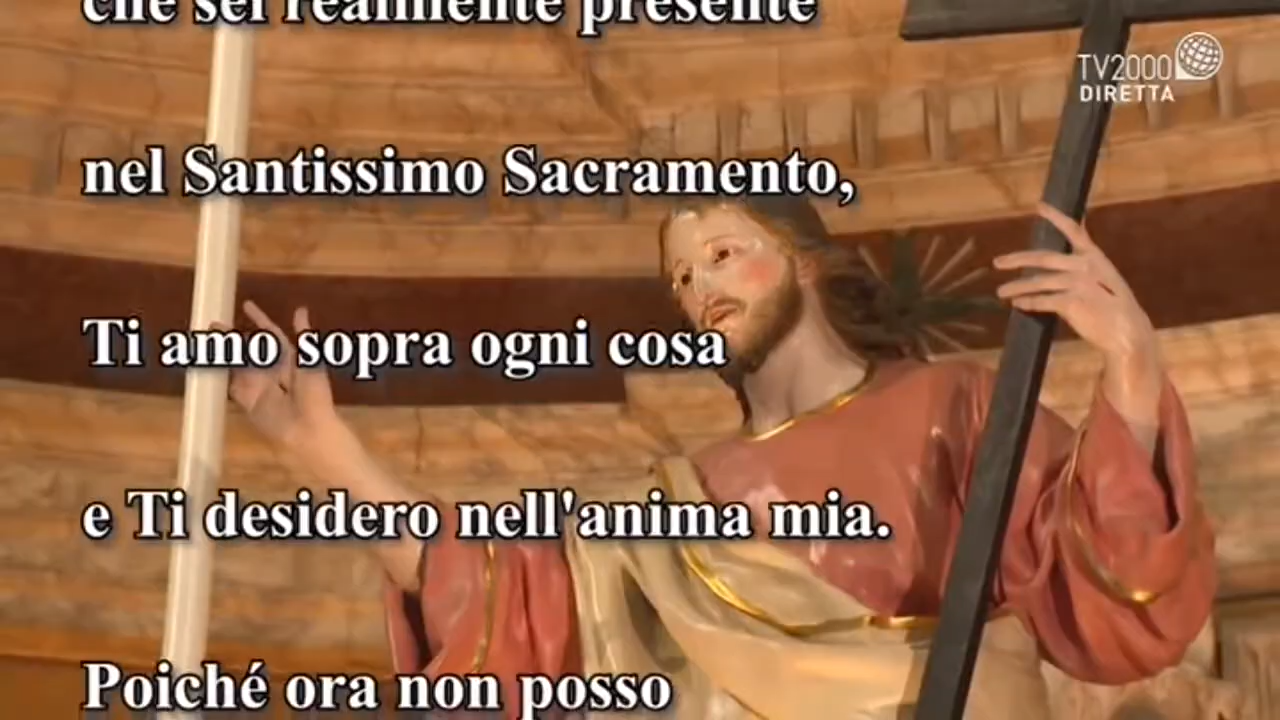 che sei realmente presente
TV2000
DIRETTA
nel Santissimo Sacramento,
Ti amo sopra ogni cosa
e Ti desidero nell'anima mia.
Poiché ora non posso